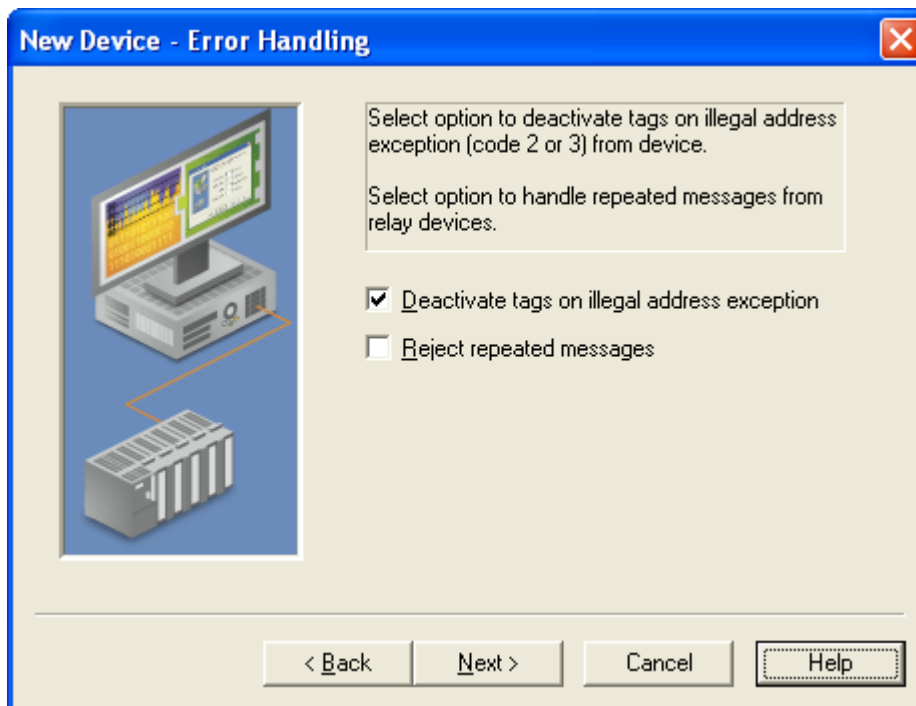 New Device - Error Handling
Select option to deactivate tags on illegal address
exception (code 2 or 3) from device.
Select option to handle repeated messages from
relay devices.
Deactivate tags on illegal address exception
Reject repeated messages
< Back
Next >
Cancel
Help